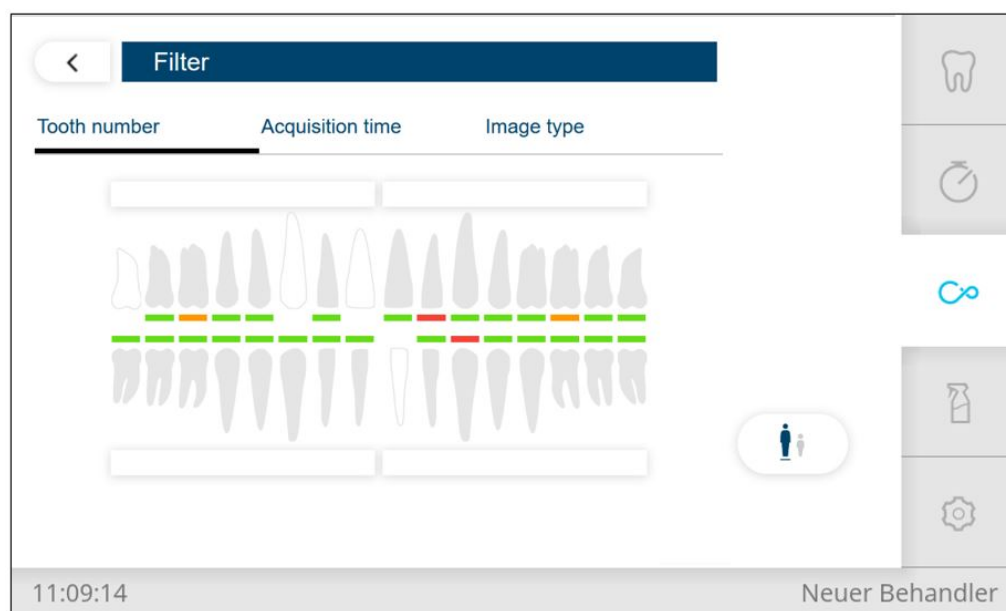 Filter
Tooth number
Acquisition time
Image type
11:09:14
Neuer Behandler